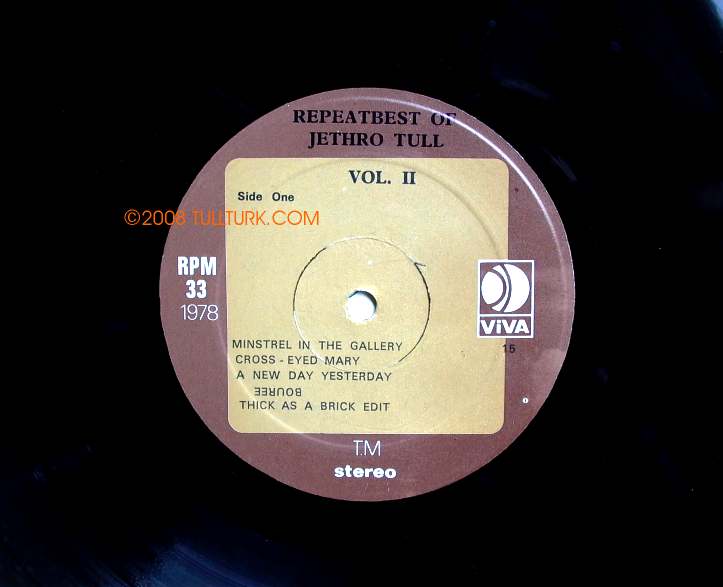 REPEATBEST OF
JETHRO TULL
VOL. II
Side One
©2008 TULLTURK.COM
RPM
33
1978
VIVA
15
MINSTREL IN THE GALLERY
CROSS - EYED MARY
A NEW DAY YESTERDAY
BOUREE
THICK AS A BRICK EDIT
T.M
stereo